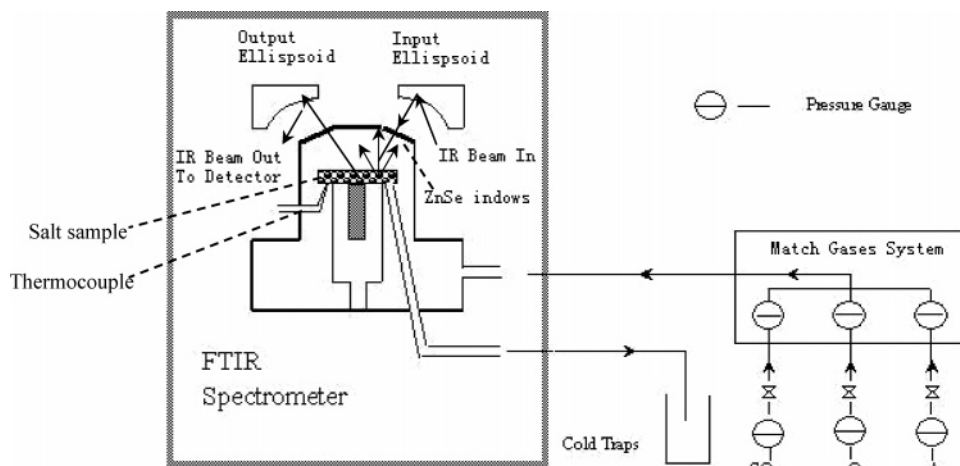 Output
Ellispsoid
Input
Ellispsoid
Pressure Gauge
IR Beam Out
To Detector
IR Beam In
ZnSe indows
Salt sample
Thermocouple
Match Gases System
FTIR
Spectrometer
Cold Traps